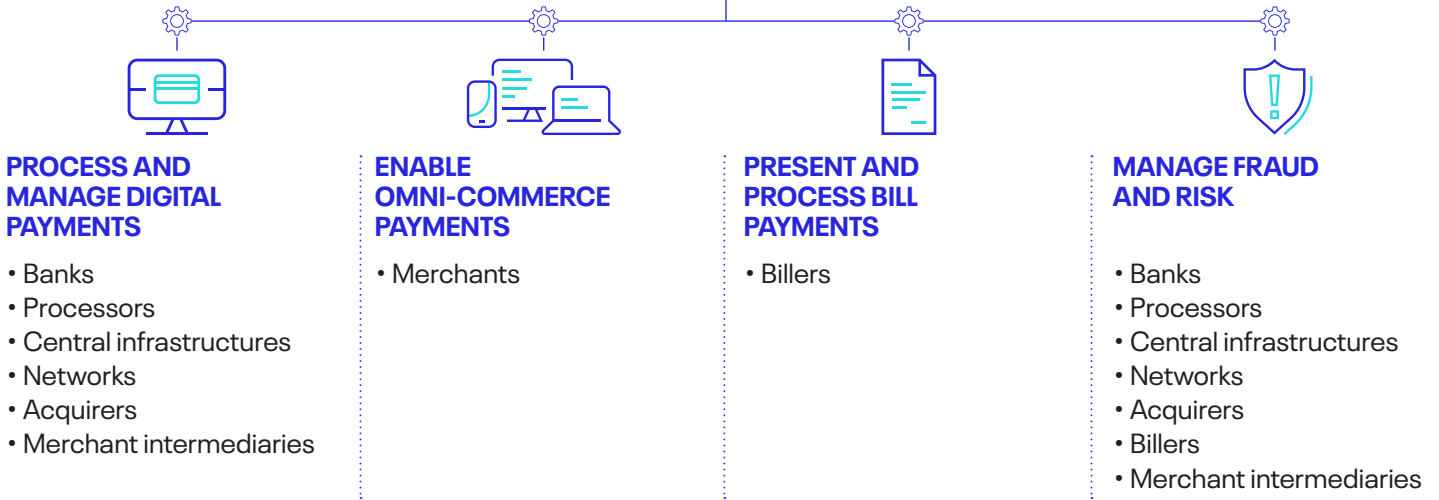 PROCESS AND
MANAGE DIGITAL
PAYMENTS
• Banks
• Processors
• Central infrastructures
• Networks
• Acquirers
• Merchant intermediaries
ENABLE
OMNI-COMMERCE
PAYMENTS
• Merchants
PRESENT AND
PROCESS BILL
PAYMENTS
• Billers
MANAGE FRAUD
AND RISK
• Banks
• Processors
• Central infrastructures
• Networks
• Acquirers
• Billers
• Merchant intermediaries